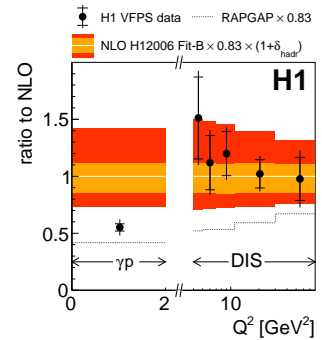 H1 VFPS data RAPGAP × 0.83
NLO H12006 Fit-B × 0.83 × (1+δhadr)
ratio to NLO
H1
2
1.5
1
0.5
0
γp
DIS
0 2 10
Q² [GeV²]